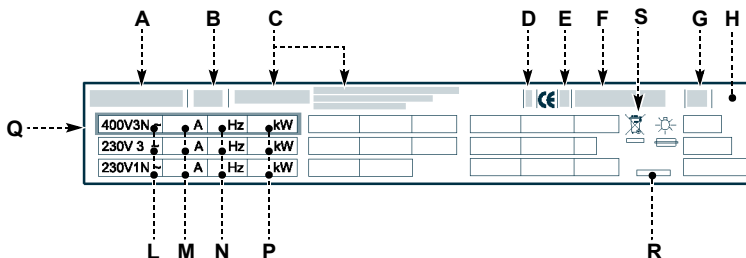 A B C D E F S G H
CE
Q
400V3N~ A Hz kW
230V 3 ~ A Hz kW
230V1N~ A Hz kW
L M N P R